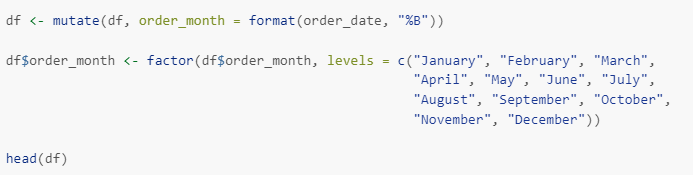 df <- mutate(df, order_month = format(order_date, "%B"))
df$order_month <- factor(df$order_month, levels = c("January", "February", "March",
"April", "May", "June", "July",
"August", "September", "October",
"November", "December"))
head(df)